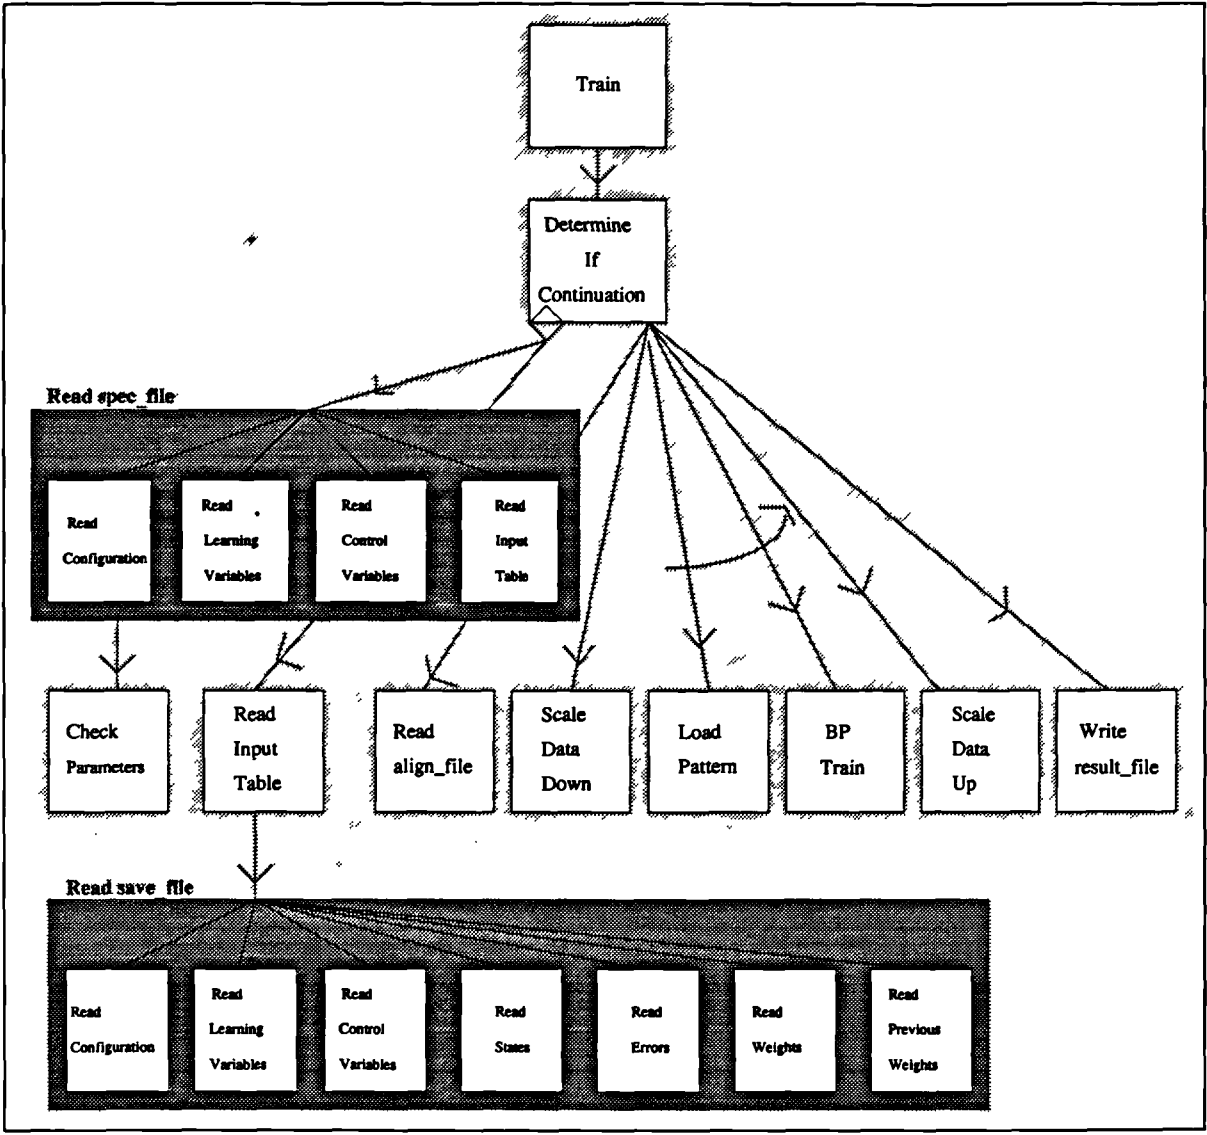 Train
Determine
If
Continuation
Read spec_file
Read
Configuration
Read
Learning
Variables
Read
Control
Variables
Read
Input
Table
Check
Parameters
Read
Input
Table
Read
align_file
Scale
Data
Down
Load
Pattern
BP
Train
Scale
Data
Up
Write
result_file
Read save_file
Read
Configuration
Read
Learning
Variables
Read
Control
Variables
Read
States
Read
Errors
Read
Weights
Read
Previous
Weights